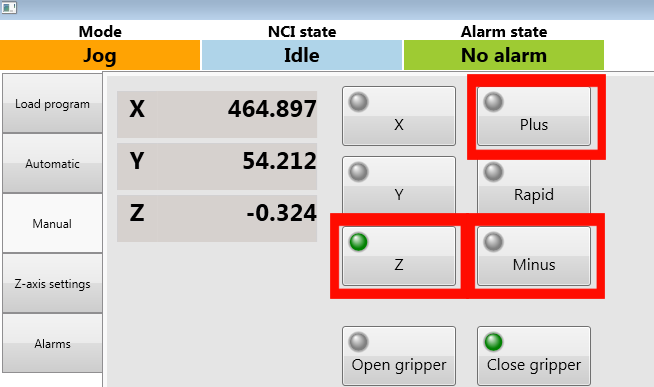 Mode NCI state Alarm state
Jog Idle No alarm
Load program
Automatic
Manual
Z-axis settings
Alarms
X 464.897
Y 54.212
Z -0.324
X Plus
Y Rapid
Z Minus
Open gripper Close gripper